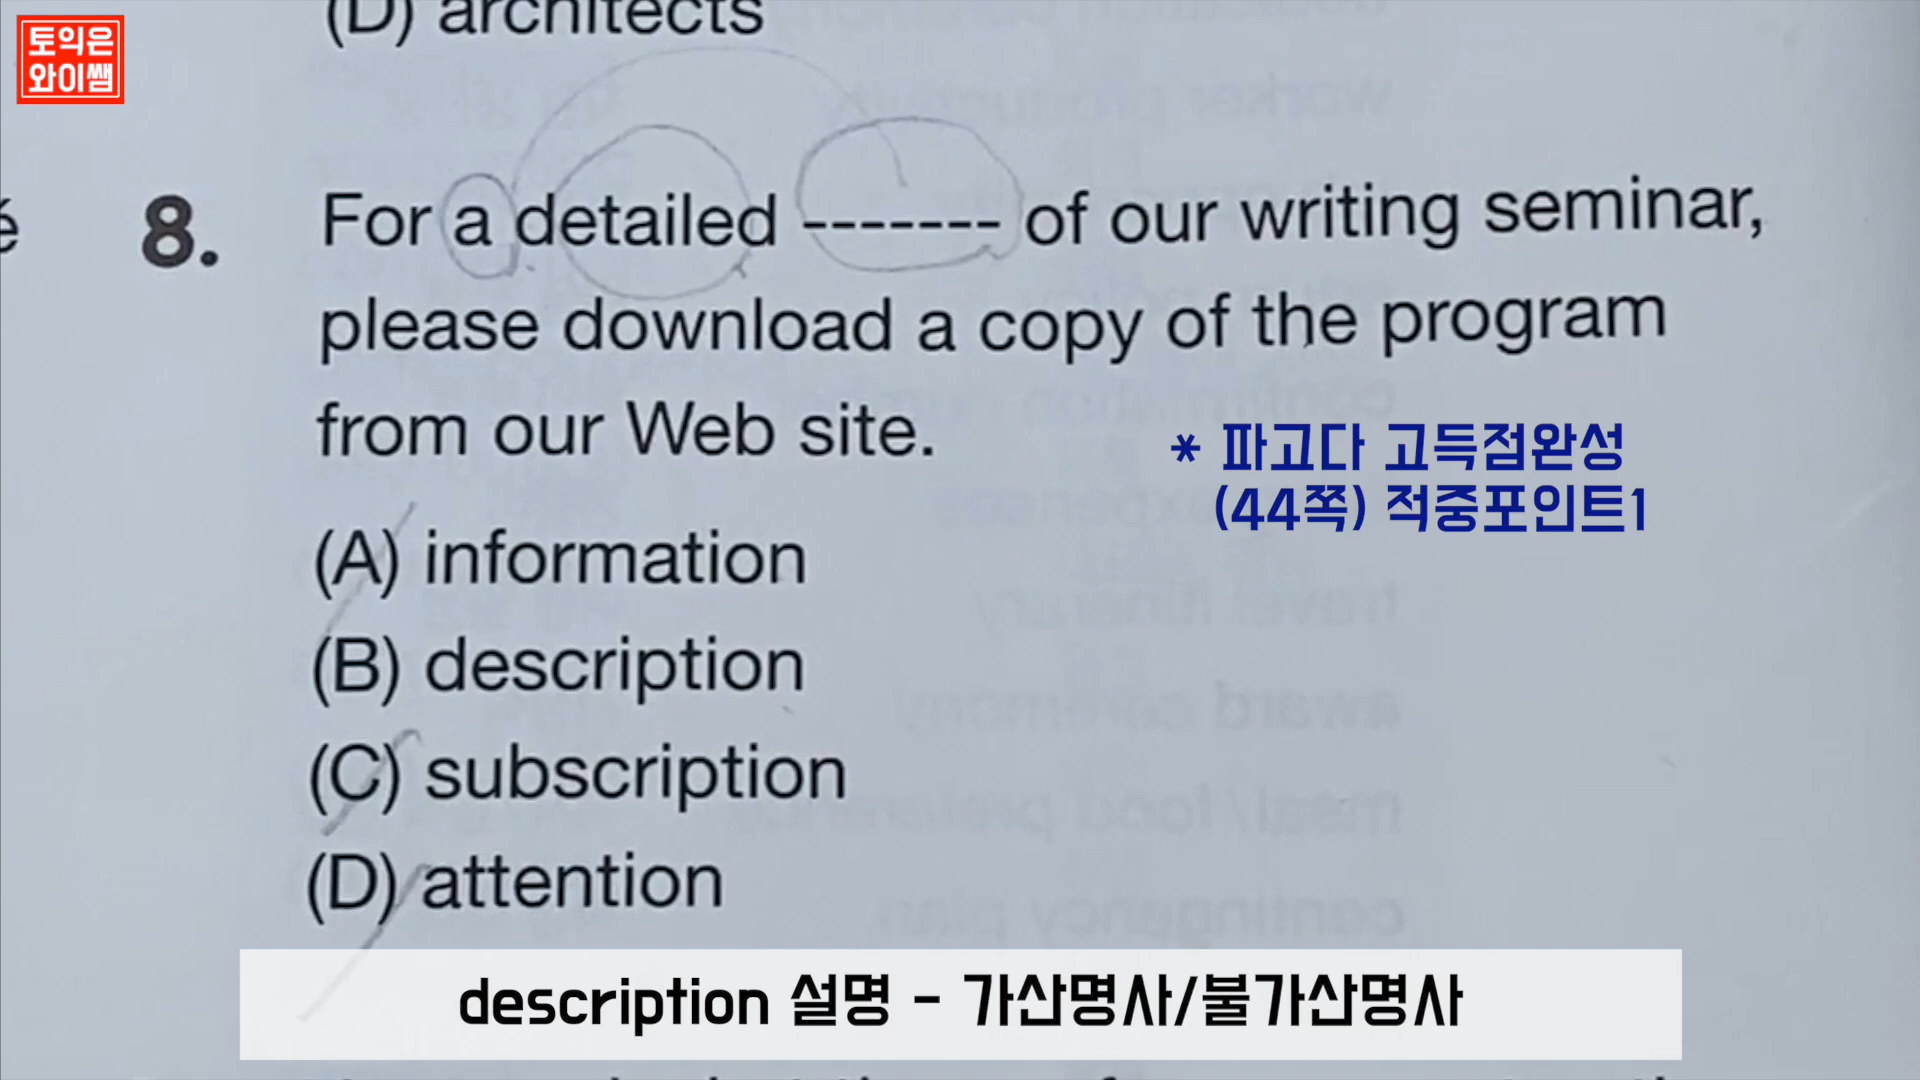 토익은
와이쌤
(D) architects
8. For a detailed ------- of our writing seminar,
please download a copy of the program
from our Web site.
* 파고다 고득점완성
(44쪽) 적중포인트1
(A) information
(B) description
(C) subscription
(D) attention
description 설명 - 가산명사/불가산명사